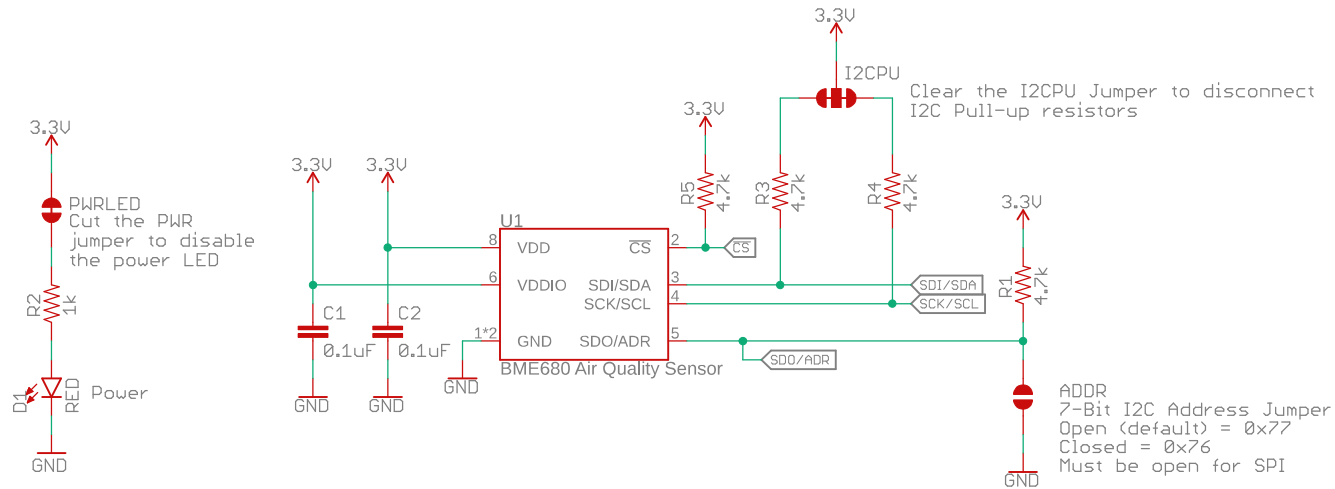 3.3V
PWRLED
Cut the PWR
jumper to disable
the power LED
R2
1k
D1
RED
Power
GND
3.3V
3.3V
C1
0.1uF
C2
0.1uF
GND
GND
GND
U1
8
VDD
6
VDDIO
1*2
GND
CS
2
SDI/SDA
3
SCK/SCL
4
SDO/ADR
5
BME680 Air Quality Sensor
3.3V
R5
4.7k
CS
3.3V
I2CPU
Clear the I2CPU Jumper to disconnect
I2C Pull-up resistors
R3
4.7k
R4
4.7k
SDI/SDA
SCK/SCL
SDO/ADR
3.3V
R1
4.7k
ADDR
7-Bit I2C Address Jumper
Open (default) = 0x77
Closed = 0x76
Must be open for SPI
GND